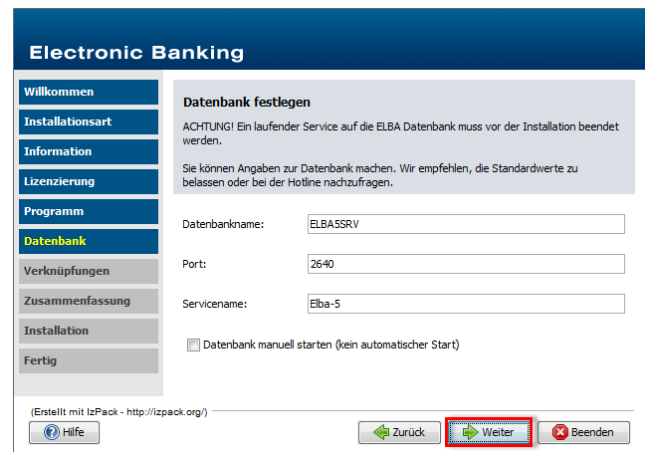 Electronic Banking
Willkommen
Installationsart
Information
Lizenzierung
Programm
Datenbank
Verknüpfungen
Zusammenfassung
Installation
Fertig
Datenbank festlegen
ACHTUNG! Ein laufender Service auf die ELBA Datenbank muss vor der Installation beendet
werden.
Sie können Angaben zur Datenbank machen. Wir empfehlen, die Standardwerte zu
belassen oder bei der Hotline nachzufragen.
Datenbankname: ELBA5SRV
Port: 2640
Servicename: Elba-5
Datenbank manuell starten (kein automatischer Start)
(Erstellt mit IzPack - http://izpack.org/)
Hilfe Zurück Weiter Beenden